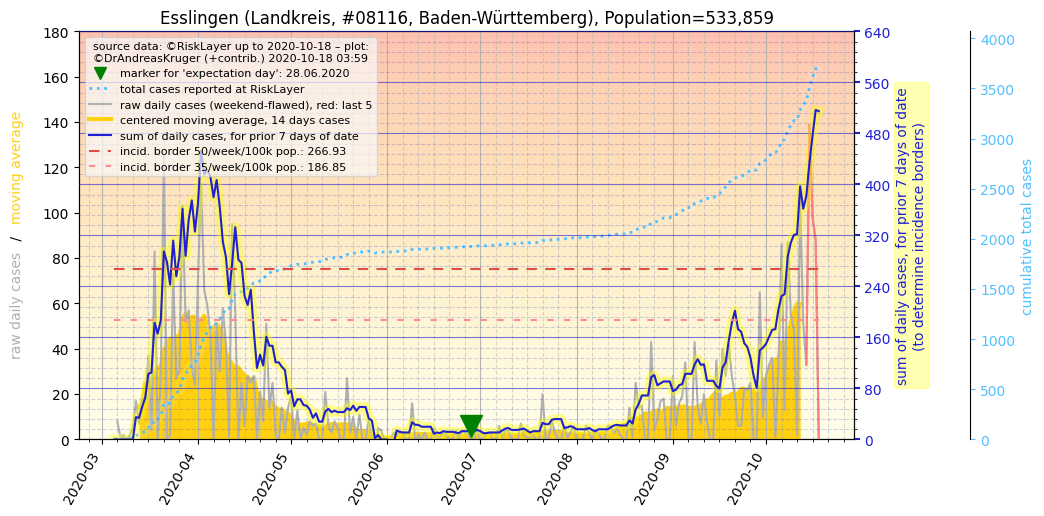 Esslingen (Landkreis, #08116, Baden-Württemberg), Population=533,859
source data: ©RiskLayer up to 2020-10-18 – plot:
©DrAndreasKruger (+contrib.) 2020-10-18 03:59
marker for 'expectation day': 28.06.2020
total cases reported at RiskLayer
raw daily cases (weekend-flawed), red: last 5
centered moving average, 14 days cases
sum of daily cases, for prior 7 days of date
incid. border 50/week/100k pop.: 266.93
incid. border 35/week/100k pop.: 186.85
raw daily cases / moving average
180
160
140
120
100
80
60
40
20
0
2020-03
2020-04
2020-05
2020-06
2020-07
2020-08
2020-09
2020-10
640
560
480
400
320
240
160
80
0
sum of daily cases, for prior 7 days of date
(to determine incidence borders)
4000
3500
3000
2500
2000
1500
1000
500
0
cumulative total cases